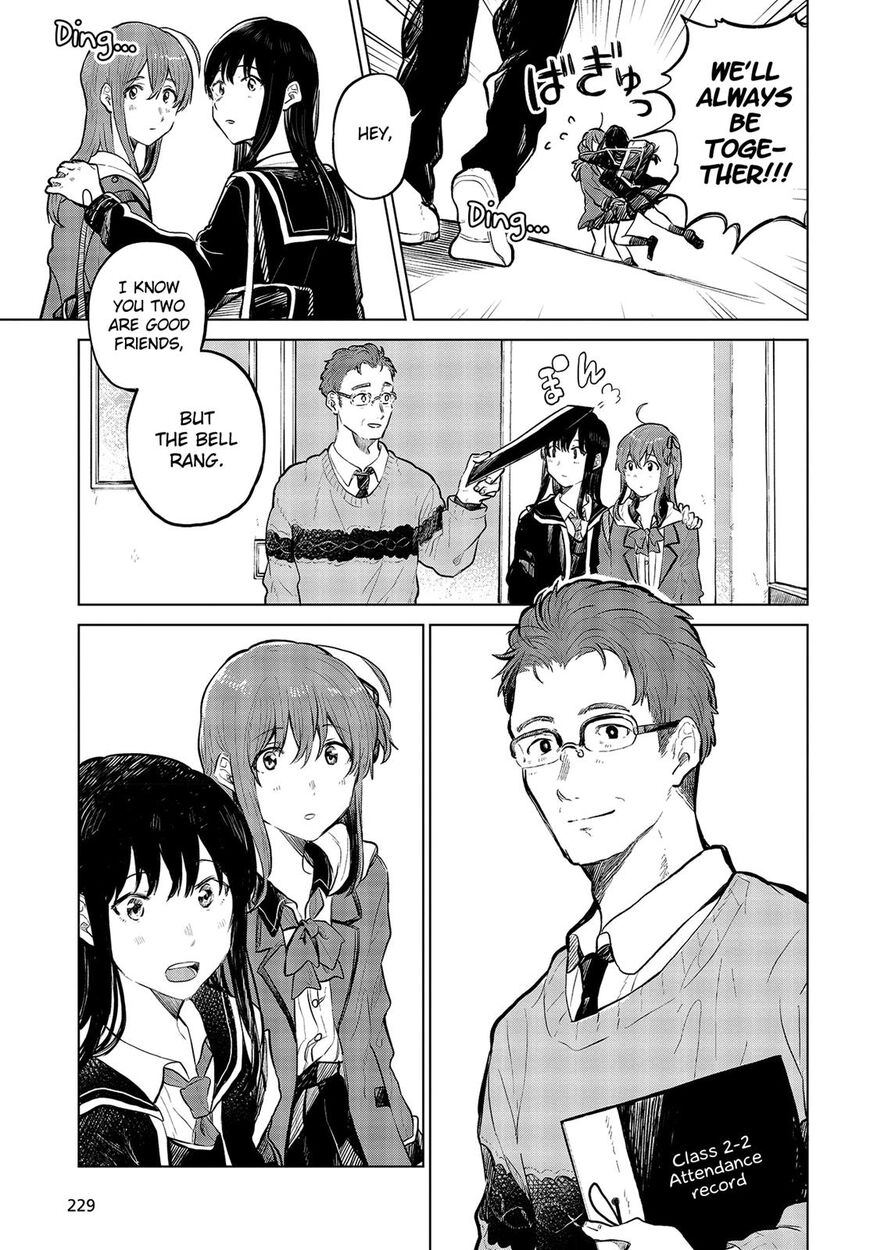 WE'LL
ALWAYS
BE
TOGE-
THER!!!
ばぎゅっ
Ding...
Ding...
HEY,
I KNOW
YOU TWO
ARE GOOD
FRIENDS,
BUT
THE BELL
RANG.
ぽん
Class 2-2
Attendance
record
229